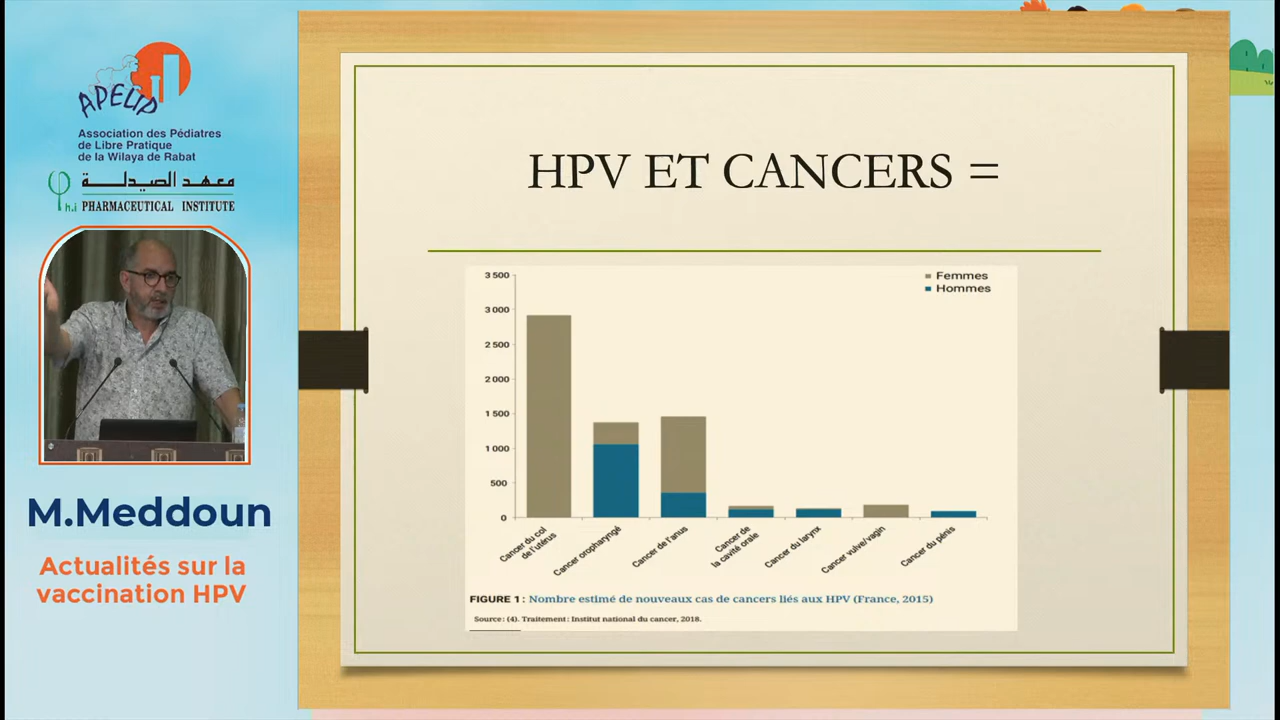 APELIP
Association des Pédiatres
de Libre Pratique
de la Wilaya de Rabat
معهد الصيدلة
h.i PHARMACEUTICAL INSTITUTE
M.Meddoun
Actualités sur la
vaccination HPV
HPV ET CANCERS =
Femmes
Hommes
3 500
3 000
2 500
2 000
1 500
1 000
500
0
Cancer du col
de l'utérus
Cancer oropharyngé
Cancer de l'anus
Cancer de
la cavité orale
Cancer du larynx
Cancer vulve/vagin
Cancer du pénis
FIGURE 1 : Nombre estimé de nouveaux cas de cancers liés aux HPV (France, 2015)
Source : (4). Traitement : Institut national du cancer, 2018.